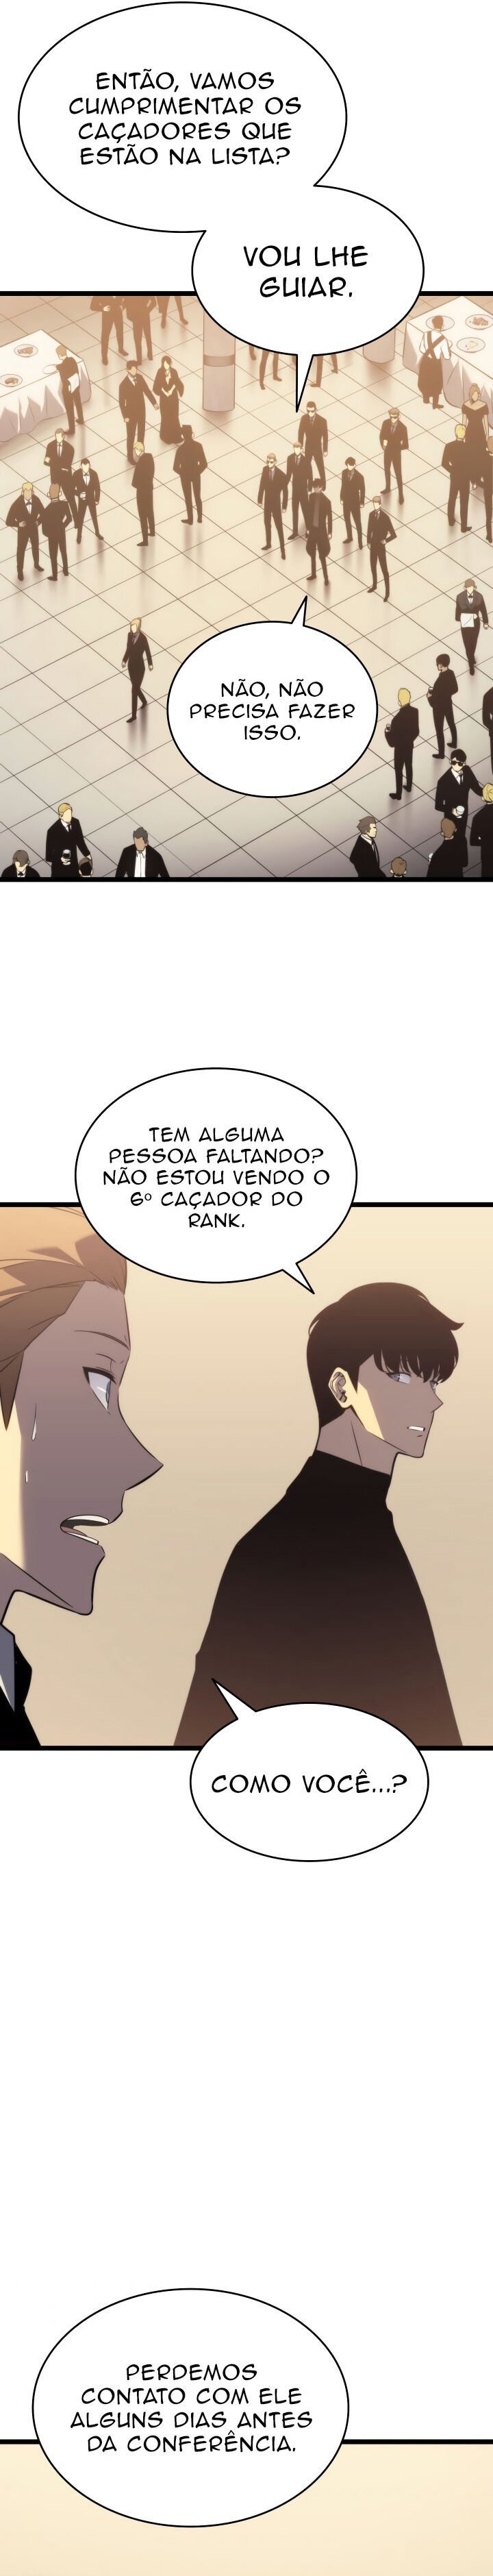 ENTÃO, VAMOS
CUMPRIMENTAR OS
CAÇADORES QUE
ESTÃO NA LISTA?
VOU LHE
GUIAR.
NÃO, NÃO
PRECISA FAZER
ISSO.
TEM ALGUMA
PESSOA FALTANDO?
NÃO ESTOU VENDO O
6º CAÇADOR DO
RANK.
COMO VOCÊ...?
PERDEMOS
CONTATO COM ELE
ALGUNS DIAS ANTES
DA CONFERÊNCIA.